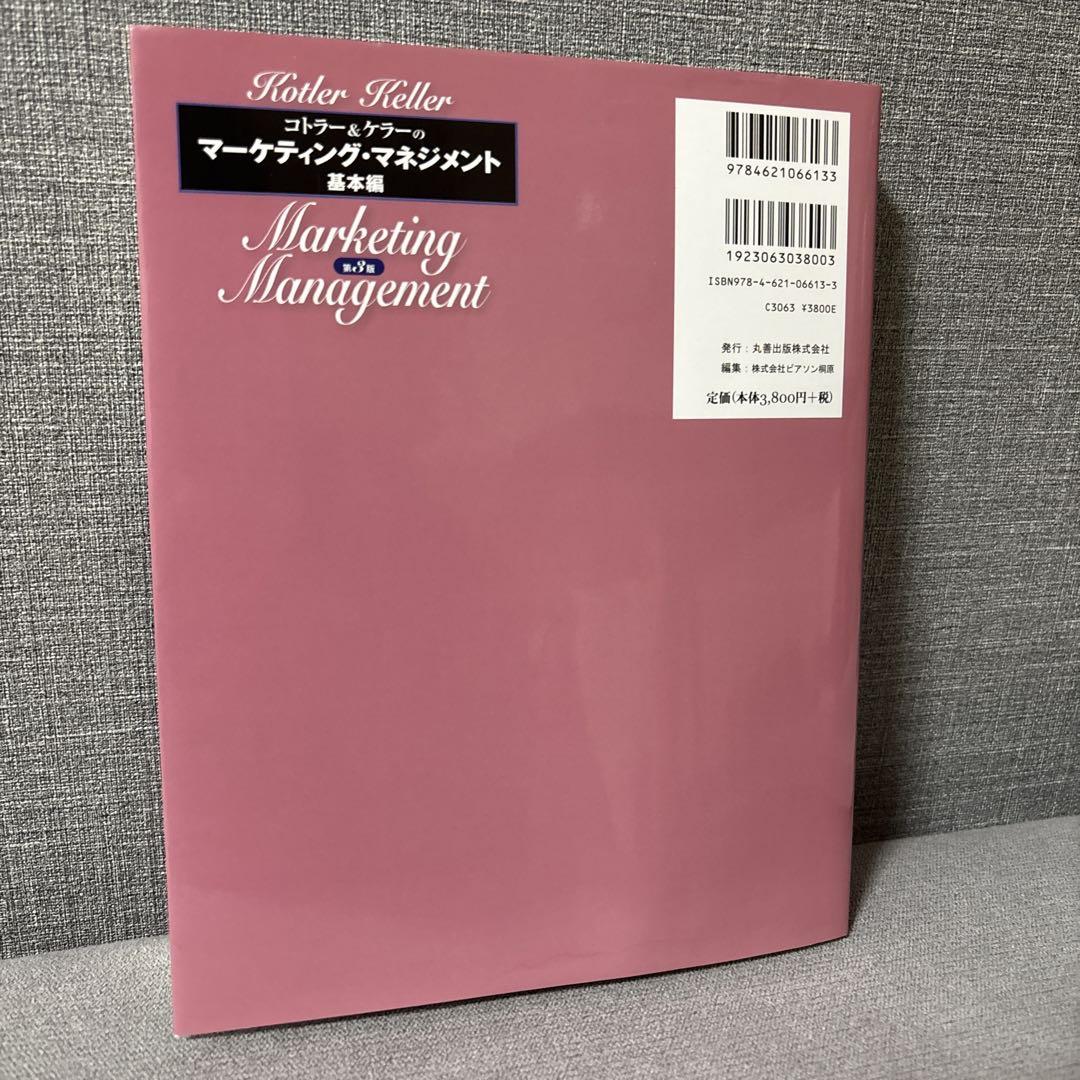 Kotler Keller
コトラー&ケラーの
マーケティング・マネジメント
基本編
Marketing
第3版
Management
9784621066133
1923063038003
ISBN978-4-621-06613-3
C3063 ¥3800E
発行：丸善出版株式会社
編集：株式会社ピアソン桐原
定価(本体3,800円+税)